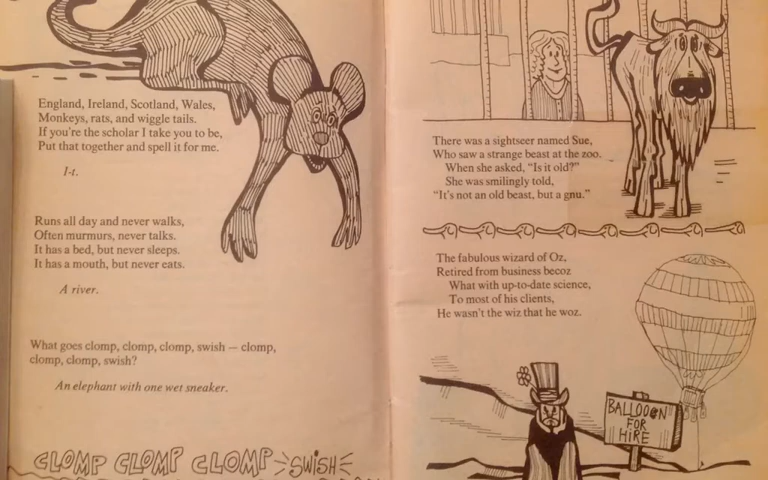 England, Ireland, Scotland, Wales,
Monkeys, rats, and wiggle tails.
If you're the scholar I take you to be,
Put that together and spell it for me.
I-t.
Runs all day and never walks,
Often murmurs, never talks.
It has a bed, but never sleeps.
It has a mouth, but never eats.
A river.
What goes clomp, clomp, clomp, swish — clomp,
clomp, clomp, swish?
An elephant with one wet sneaker.
CLOMP CLOMP CLOMP SWISH
There was a sightseer named Sue,
Who saw a strange beast at the zoo.
When she asked, "Is it old?"
She was smilingly told,
"It's not an old beast, but a gnu."
The fabulous wizard of Oz,
Retired from business becoz
What with up-to-date science,
To most of his clients,
He wasn't the wiz that he woz.
BALLOOON
FOR
HIRE